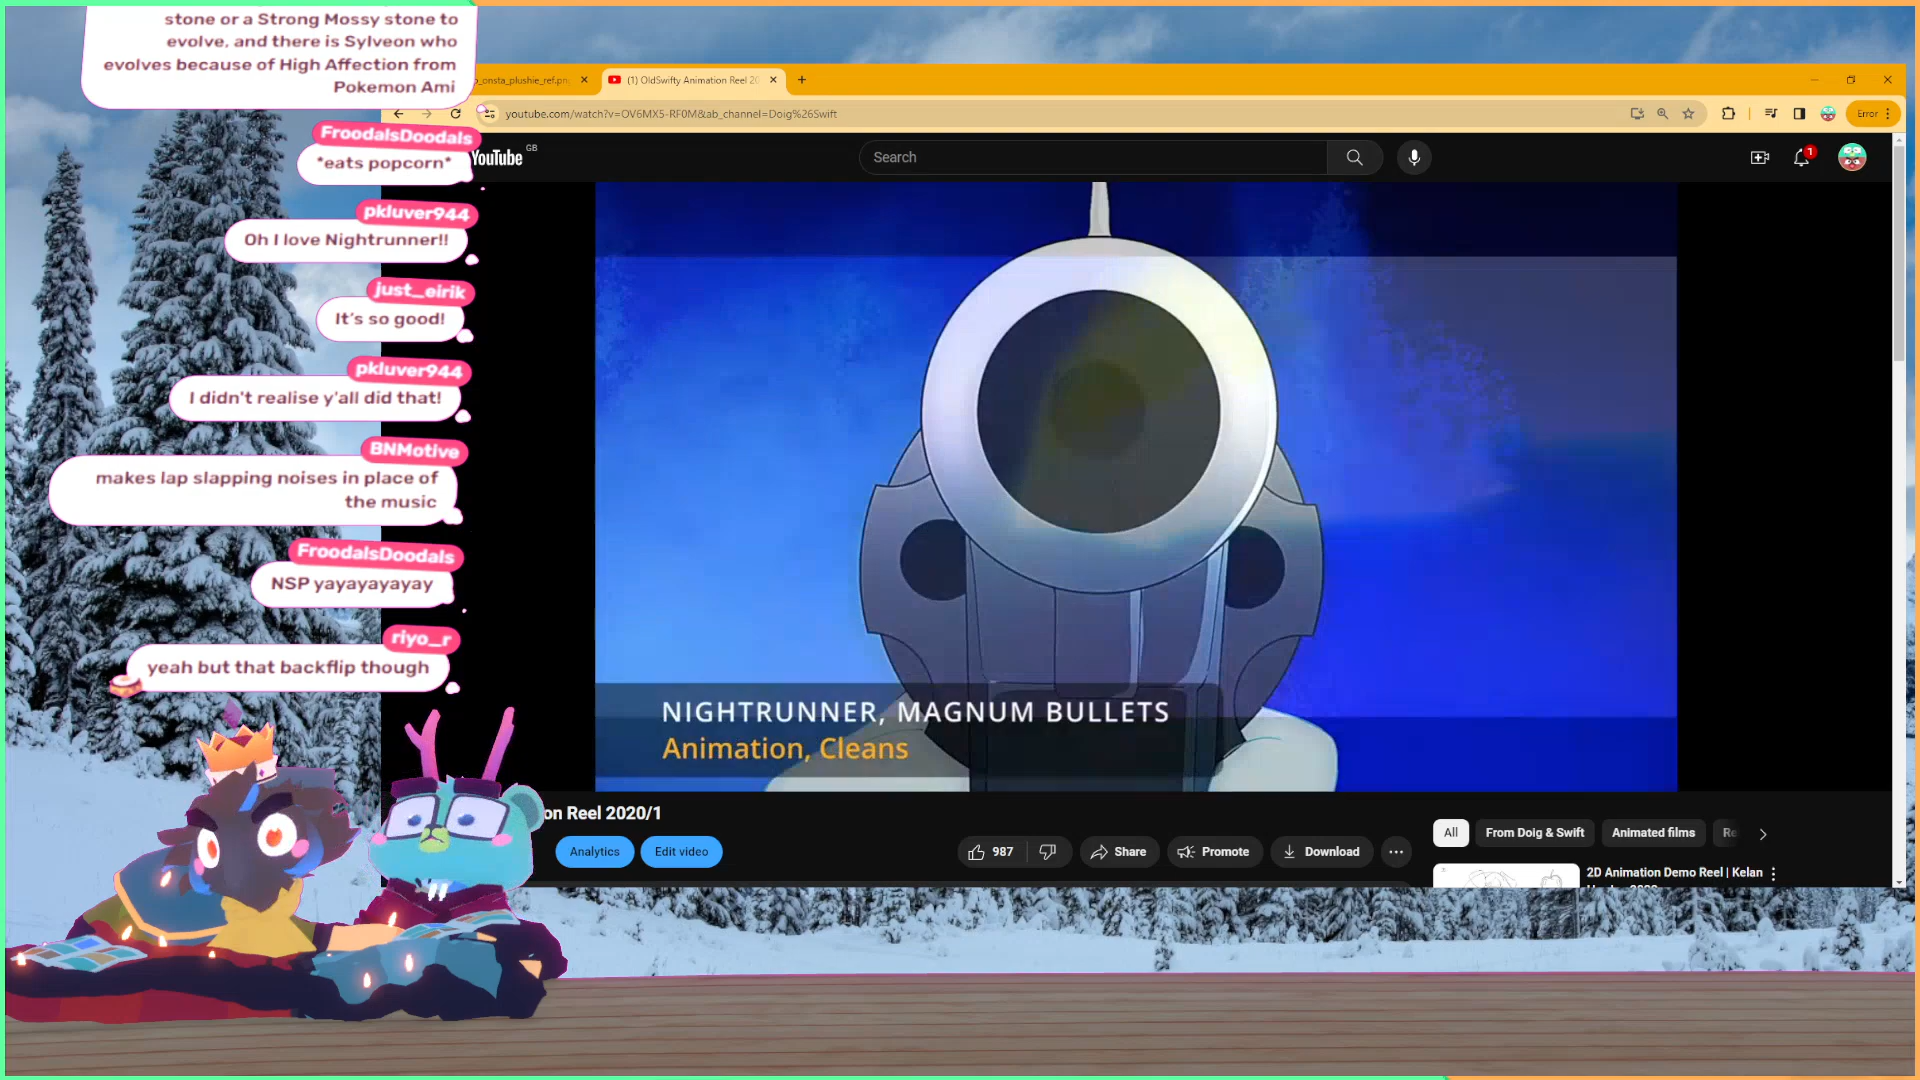 stone or a Strong Mossy stone to
evolve, and there is Sylveon who
evolves because of High Affection from
Pokemon Ami
FroodalsDoodals
*eats popcorn*
pkluver944
Oh I love Nightrunner!!
just_eirik
It's so good!
pkluver944
I didn't realise y'all did that!
BNMotive
makes lap slapping noises in place of
the music
FroodalsDoodals
NSP yayayayayay
riyo_r
yeah but that backflip though
_onsta_plushie_ref.pn
(1) OldSwifty Animation Reel 20
youtube.com/watch?v=OV6MX5-RF0M&ab_channel=Doig%26Swift
Error
YouTube
GB
Search
1
NIGHTRUNNER, MAGNUM BULLETS
Animation, Cleans
on Reel 2020/1
Analytics
Edit video
987
Share
Promote
Download
All
From Doig & Swift
Animated films
Re
2D Animation Demo Reel | Kelan